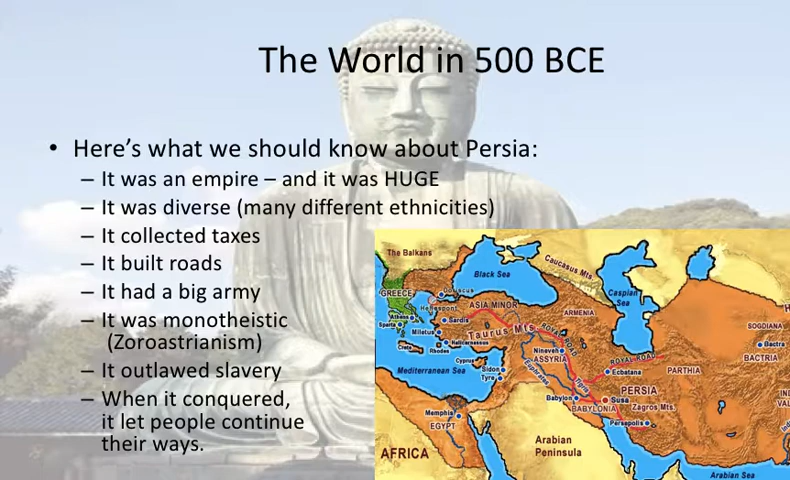 The World in 500 BCE
• Here's what we should know about Persia:
– It was an empire – and it was HUGE
– It was diverse (many different ethnicities)
– It collected taxes
– It built roads
– It had a big army
– It was monotheistic
(Zoroastrianism)
– It outlawed slavery
– When it conquered,
it let people continue
their ways.
The Balkans
Black Sea
Caucasus Mts.
Caspian
Sea
GREECE
Hellespont
ASIA MINOR
ARMENIA
SOGDIANA
Athens
Sparta
Sardis
Miletus
Halicarnassus
Taurus Mts.
ROYAL ROAD
Bactra
BACTRIA
Crete
Rhodes
Cyprus
Nineveh
ASSYRIA
ROYAL ROAD
Ecbatana
PARTHIA
Mediterranean Sea
Sidon
Tyre
Euphrates
Tigris
PERSIA
Babylon
BABYLONIA
Susa
Zagros Mts.
Memphis
EGYPT
Persepolis
AFRICA
Arabian
Peninsula
Arabian Sea